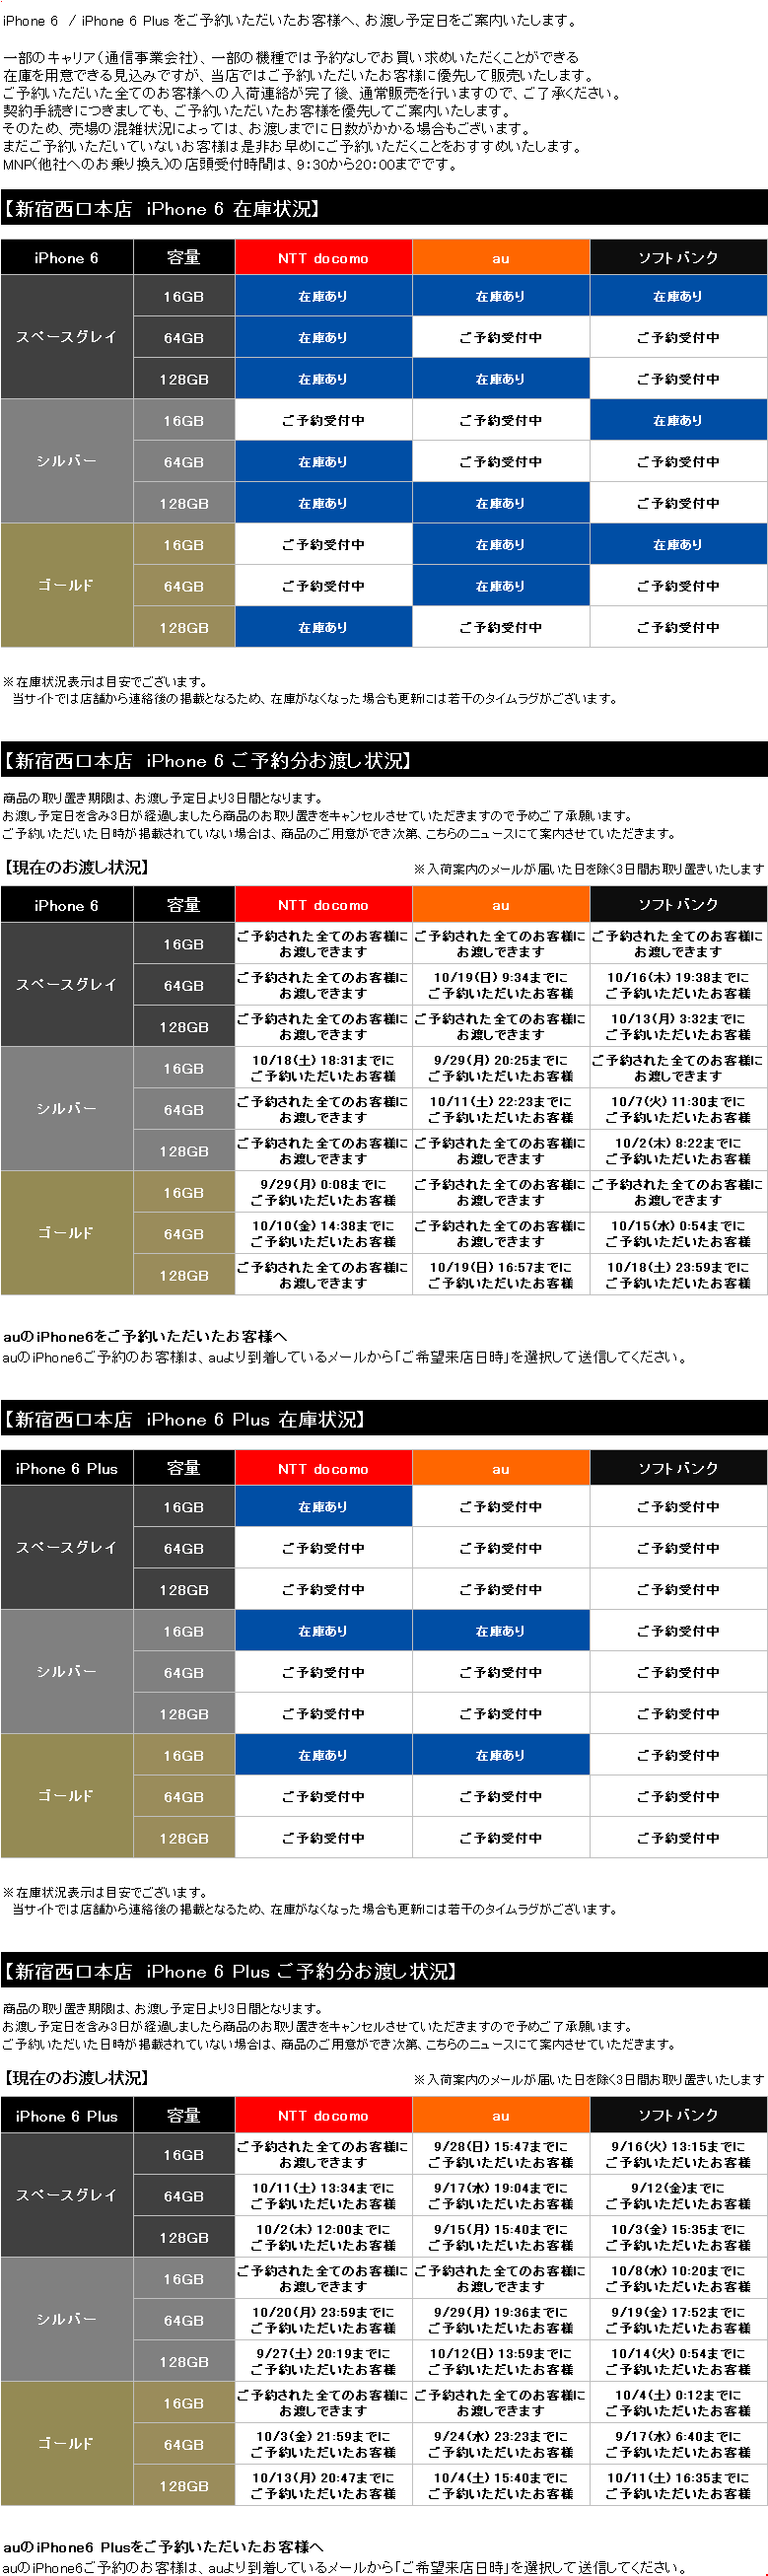 iPhone 6 / iPhone 6 Plus をご予約いただいたお客様へ、お渡し予定日をご案内いたします。
一部のキャリア（通信事業会社）、一部の機種では予約なしでお買い求めいただくことができる
在庫を用意できる見込みですが、当店ではご予約いただいたお客様に優先して販売いたします。
ご予約いただいた全てのお客様への入荷連絡が完了後、通常販売を行いますので、ご了承ください。
契約手続きにつきましても、ご予約いただいたお客様を優先してご案内いたします。
そのため、売場の混雑状況によっては、お渡しまでに日数がかかる場合もございます。
まだご予約いただいていないお客様は是非お早めにご予約いただくことをおすすめいたします。
MNP（他社へのお乗り換え）の店頭受付時間は、9：30から20：00までです。
【新宿西口本店 iPhone 6 在庫状況】
iPhone 6 容量 NTT docomo au ソフトバンク
16GB 在庫あり 在庫あり 在庫あり
スペースグレイ 64GB 在庫あり ご予約受付中 ご予約受付中
128GB 在庫あり 在庫あり ご予約受付中
16GB ご予約受付中 ご予約受付中 在庫あり
シルバー 64GB 在庫あり ご予約受付中 ご予約受付中
128GB 在庫あり 在庫あり ご予約受付中
16GB ご予約受付中 在庫あり 在庫あり
ゴールド 64GB ご予約受付中 在庫あり ご予約受付中
128GB 在庫あり ご予約受付中 ご予約受付中
※在庫状況表示は目安でございます。
当サイトでは店舗から連絡後の掲載となるため、在庫がなくなった場合も更新には若干のタイムラグがございます。
【新宿西口本店 iPhone 6 ご予約分お渡し状況】
商品の取り置き期限は、お渡し予定日より3日間となります。
お渡し予定日を含み3日が経過しましたら商品のお取り置きをキャンセルさせていただきますので予めご了承願います。
ご予約いただいた日時が掲載されていない場合は、商品のご用意ができ次第、こちらのニュースにて案内させていただきます。
【現在のお渡し状況】 ※入荷案内のメールが届いた日を除く3日間お取り置きいたします
iPhone 6 容量 NTT docomo au ソフトバンク
16GB ご予約された全てのお客様に ご予約された全てのお客様に ご予約された全てのお客様に
お渡しできます お渡しできます お渡しできます
スペースグレイ 64GB ご予約された全てのお客様に 10/19(日) 9:34までに 10/16(木) 19:38までに
お渡しできます ご予約いただいたお客様 ご予約いただいたお客様
128GB ご予約された全てのお客様に ご予約された全てのお客様に 10/13(月) 3:32までに
お渡しできます お渡しできます ご予約いただいたお客様
16GB 10/18(土) 18:31までに 9/29(月) 20:25までに ご予約された全てのお客様に
ご予約いただいたお客様 ご予約いただいたお客様 お渡しできます
シルバー 64GB ご予約された全てのお客様に 10/11(土) 22:23までに 10/7(火) 11:30までに
お渡しできます ご予約いただいたお客様 ご予約いただいたお客様
128GB ご予約された全てのお客様に ご予約された全てのお客様に 10/2(木) 8:22までに
お渡しできます お渡しできます ご予約いただいたお客様
16GB 9/29(月) 0:08までに ご予約された全てのお客様に ご予約された全てのお客様に
ご予約いただいたお客様 お渡しできます お渡しできます
ゴールド 64GB 10/10(金) 14:38までに ご予約された全てのお客様に 10/15(水) 0:54までに
ご予約いただいたお客様 お渡しできます ご予約いただいたお客様
128GB ご予約された全てのお客様に 10/19(日) 16:57までに 10/18(土) 23:59までに
お渡しできます ご予約いただいたお客様 ご予約いただいたお客様
auのiPhone6をご予約いただいたお客様へ
auのiPhone6ご予約のお客様は、auより到着しているメールから「ご希望来店日時」を選択して送信してください。
【新宿西口本店 iPhone 6 Plus 在庫状況】
iPhone 6 Plus 容量 NTT docomo au ソフトバンク
16GB 在庫あり ご予約受付中 ご予約受付中
スペースグレイ 64GB ご予約受付中 ご予約受付中 ご予約受付中
128GB ご予約受付中 ご予約受付中 ご予約受付中
16GB 在庫あり 在庫あり ご予約受付中
シルバー 64GB ご予約受付中 ご予約受付中 ご予約受付中
128GB ご予約受付中 ご予約受付中 ご予約受付中
16GB 在庫あり 在庫あり ご予約受付中
ゴールド 64GB ご予約受付中 ご予約受付中 ご予約受付中
128GB ご予約受付中 ご予約受付中 ご予約受付中
※在庫状況表示は目安でございます。
当サイトでは店舗から連絡後の掲載となるため、在庫がなくなった場合も更新には若干のタイムラグがございます。
【新宿西口本店 iPhone 6 Plus ご予約分お渡し状況】
商品の取り置き期限は、お渡し予定日より3日間となります。
お渡し予定日を含み3日が経過しましたら商品のお取り置きをキャンセルさせていただきますので予めご了承願います。
ご予約いただいた日時が掲載されていない場合は、商品のご用意ができ次第、こちらのニュースにて案内させていただきます。
【現在のお渡し状況】 ※入荷案内のメールが届いた日を除く3日間お取り置きいたします
iPhone 6 Plus 容量 NTT docomo au ソフトバンク
16GB ご予約された全てのお客様に 9/28(日) 15:47までに 9/16(火) 13:15までに
お渡しできます ご予約いただいたお客様 ご予約いただいたお客様
スペースグレイ 64GB 10/11(土) 13:34までに 9/17(水) 19:04までに 9/12(金)までに
ご予約いただいたお客様 ご予約いただいたお客様 ご予約いただいたお客様
128GB 10/2(木) 12:00までに 9/15(月) 15:40までに 10/3(金) 15:35までに
ご予約いただいたお客様 ご予約いただいたお客様 ご予約いただいたお客様
16GB ご予約された全てのお客様に ご予約された全てのお客様に 10/8(水) 10:20までに
お渡しできます お渡しできます ご予約いただいたお客様
シルバー 64GB 10/20(月) 23:59までに 9/29(月) 19:36までに 9/19(金) 17:52までに
ご予約いただいたお客様 ご予約いただいたお客様 ご予約いただいたお客様
128GB 9/27(土) 20:19までに 10/12(日) 13:59までに 10/14(火) 0:54までに
ご予約いただいたお客様 ご予約いただいたお客様 ご予約いただいたお客様
16GB ご予約された全てのお客様に ご予約された全てのお客様に 10/4(土) 0:12までに
お渡しできます お渡しできます ご予約いただいたお客様
ゴールド 64GB 10/3(金) 21:59までに 9/24(水) 23:23までに 9/17(水) 6:40までに
ご予約いただいたお客様 ご予約いただいたお客様 ご予約いただいたお客様
128GB 10/13(月) 20:47までに 10/4(土) 15:40までに 10/11(土) 16:35までに
ご予約いただいたお客様 ご予約いただいたお客様 ご予約いただいたお客様
auのiPhone6 Plusをご予約いただいたお客様へ
auのiPhone6ご予約のお客様は、auより到着しているメールから「ご希望来店日時」を選択して送信してください。